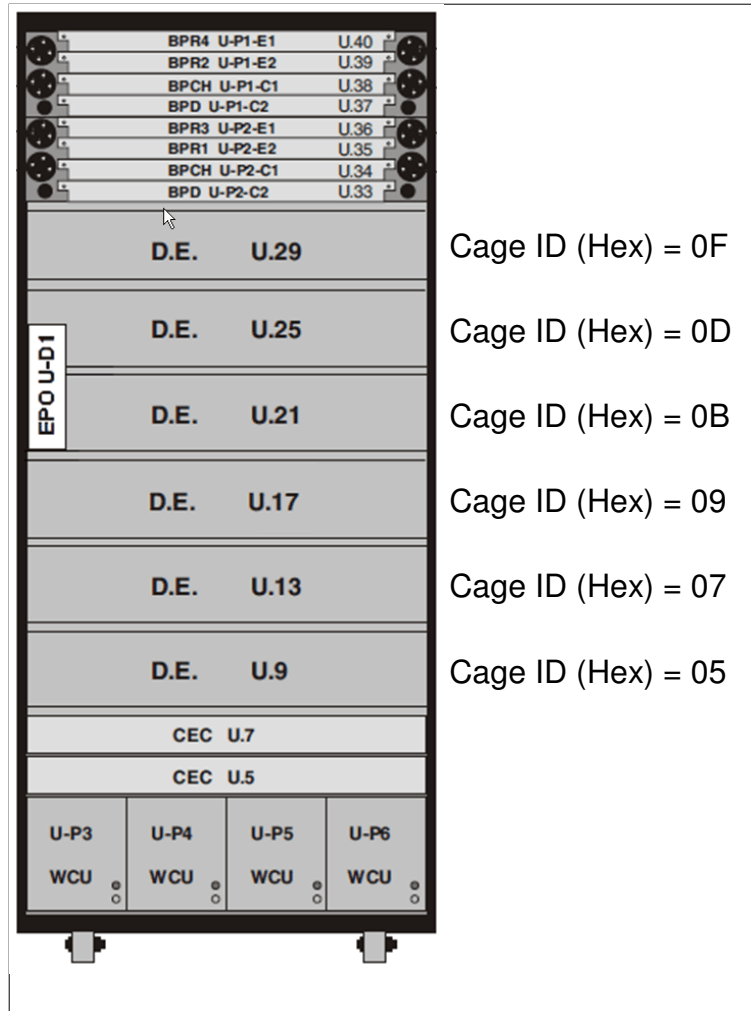 BPR4 U-P1-E1 U.40
BPR2 U-P1-E2 U.39
BPCH U-P1-C1 U.38
BPD U-P1-C2 U.37
BPR3 U-P2-E1 U.36
BPR1 U-P2-E2 U.35
BPCH U-P2-C1 U.34
BPD U-P2-C2 U.33
D.E. U.29 Cage ID (Hex) = 0F
D.E. U.25 Cage ID (Hex) = 0D
EPO U-D1
D.E. U.21 Cage ID (Hex) = 0B
D.E. U.17 Cage ID (Hex) = 09
D.E. U.13 Cage ID (Hex) = 07
D.E. U.9 Cage ID (Hex) = 05
CEC U.7
CEC U.5
U-P3 U-P4 U-P5 U-P6
WCU WCU WCU WCU